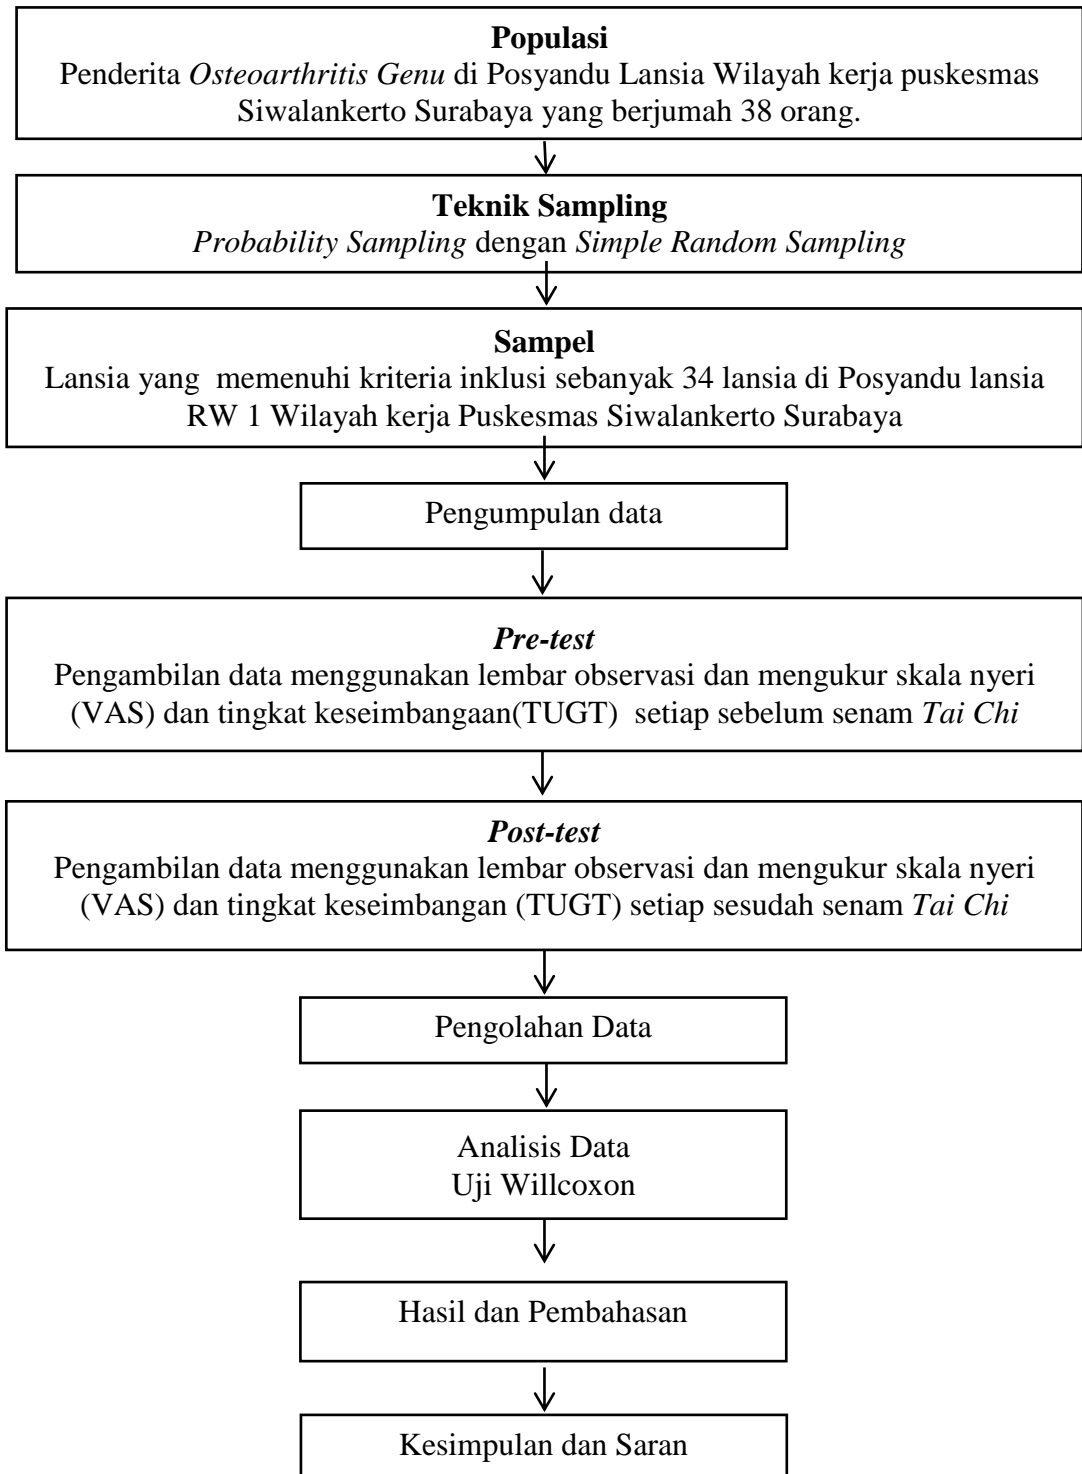 Populasi
Penderita Osteoarthritis Genu di Posyandu Lansia Wilayah kerja puskesmas
Siwalankerto Surabaya yang berjumah 38 orang.
Teknik Sampling
Probability Sampling dengan Simple Random Sampling
Sampel
Lansia yang memenuhi kriteria inklusi sebanyak 34 lansia di Posyandu lansia
RW 1 Wilayah kerja Puskesmas Siwalankerto Surabaya
Pengumpulan data
Pre-test
Pengambilan data menggunakan lembar observasi dan mengukur skala nyeri
(VAS) dan tingkat keseimbangaan(TUGT) setiap sebelum senam Tai Chi
Post-test
Pengambilan data menggunakan lembar observasi dan mengukur skala nyeri
(VAS) dan tingkat keseimbangan (TUGT) setiap sesudah senam Tai Chi
Pengolahan Data
Analisis Data
Uji Willcoxon
Hasil dan Pembahasan
Kesimpulan dan Saran